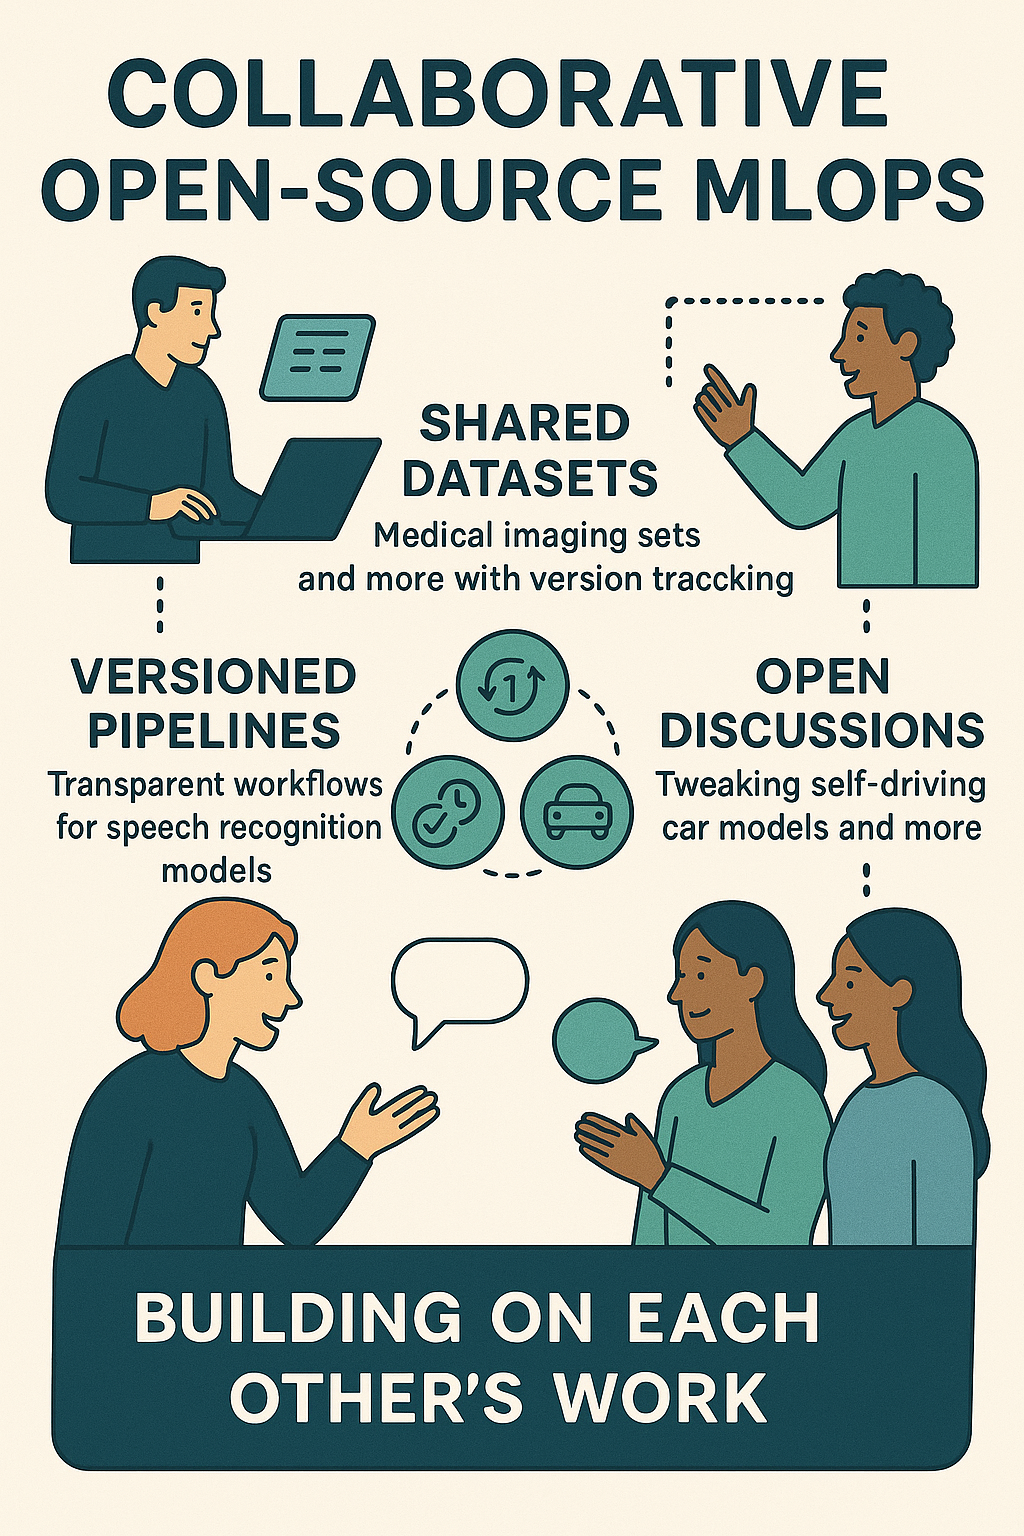 COLLABORATIVE
OPEN-SOURCE MLOPS
SHARED
DATASETS
Medical imaging sets
and more with version traccking
VERSIONED
PIPELINES
Transparent workflows
for speech recognition
models
1
OPEN
DISCUSSIONS
Tweaking self-driving
car models and more
BUILDING ON EACH
OTHER'S WORK